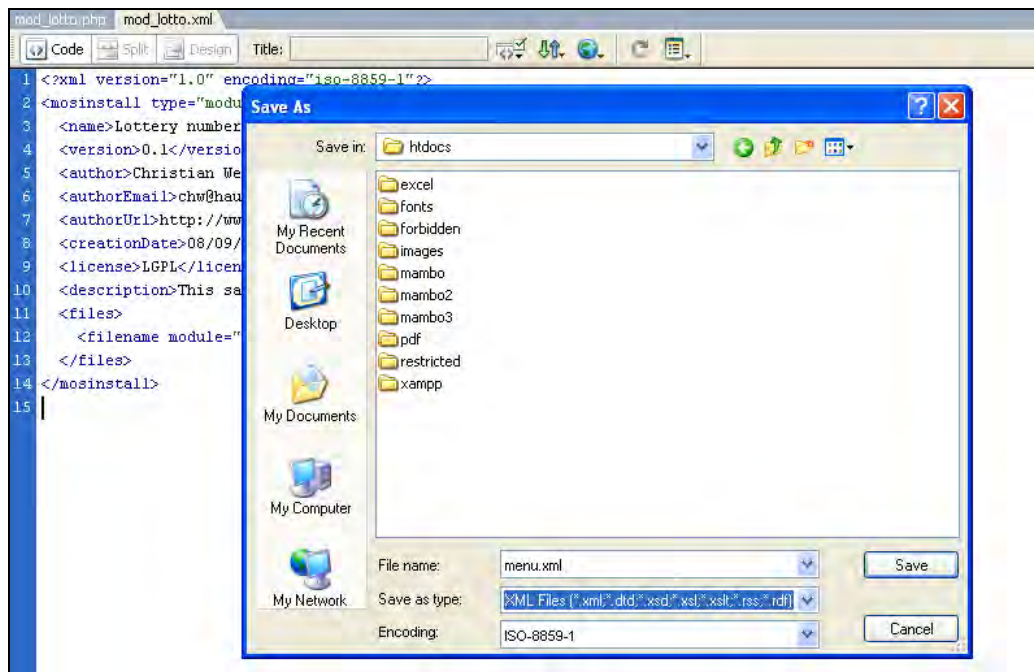 mod_lotto.php mod_lotto.xml
Code Split Design Title:
1 <?xml version="1.0" encoding="iso-8859-1"?>
2 <mosinstall type="modu
3 <name>Lottery number
4 <version>0.1</versio
5 <author>Christian We
6 <authorEmail>chw@hau
7 <authorUrl>http://ww
8 <creationDate>08/09/
9 <license>LGPL</licen
10 <description>This sa
11 <files>
12 <filename module="
13 </files>
14 </mosinstall>
15
Save As
Save in: htdocs
My Recent
Documents
Desktop
My Documents
My Computer
My Network
excel
fonts
forbidden
images
mambo
mambo2
mambo3
pdf
restricted
xampp
File name: menu.xml Save
Save as type: XML Files (*.xml;*.dtd;*.xsd;*.xsl;*.xslt;*.rss;*.rdf)
Encoding: ISO-8859-1 Cancel